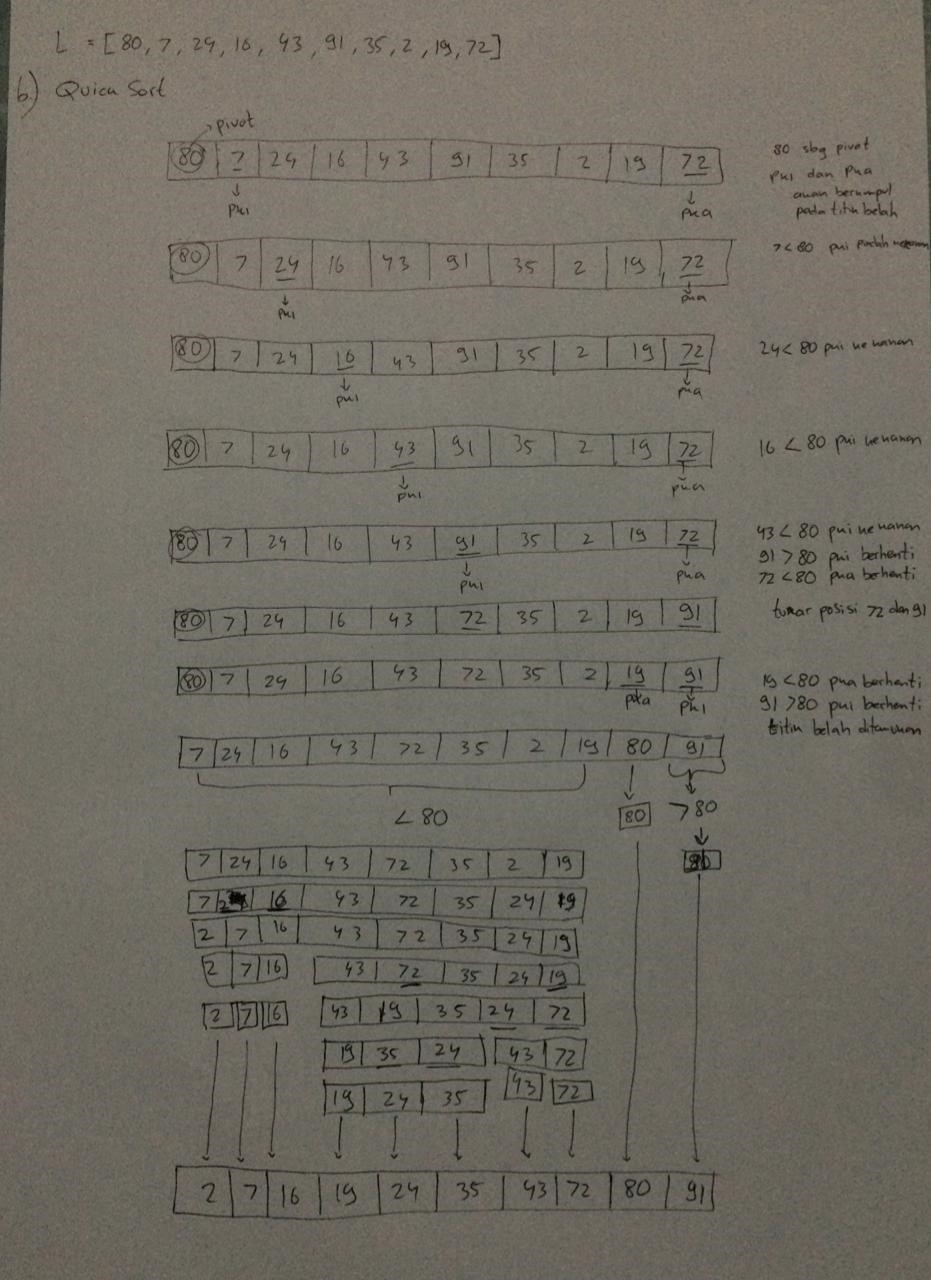 L = [80, 7, 24, 16, 43, 91, 35, 2, 19, 72]
b.) Quick Sort
pivot
80 7 24 16 43 91 35 2 19 72
pki pka
80 sbg pivot
pki dan pka
akan berkumpul
pada titik belah
80 7 24 16 43 91 35 2 19 72
pki pka
7 < 80 pki pindah kekanan
80 7 24 16 43 91 35 2 19 72
pki pka
24 < 80 pki ke kanan
80 7 24 16 43 91 35 2 19 72
pki pka
16 < 80 pki ke kanan
80 7 24 16 43 91 35 2 19 72
pki pka
43 < 80 pki ke kanan
91 > 80 pki berhenti
72 < 80 pka berhenti
80 7 24 16 43 72 35 2 19 91
tukar posisi 72 dan 91
80 7 24 16 43 72 35 2 19 91
pka pki
19 < 80 pka berhenti
91 > 80 pki berhenti
titik belah ditemukan
7 24 16 43 72 35 2 19 80 91
< 80 80 > 80
7 24 16 43 72 35 2 19
7 2 16 43 72 35 24 19
2 7 16 43 72 35 24 19
2 7 16 43 72 35 24 19
2 7 16 43 19 35 24 72
19 35 24 43 72
19 24 35 43 72
2 7 16 19 24 35 43 72 80 91